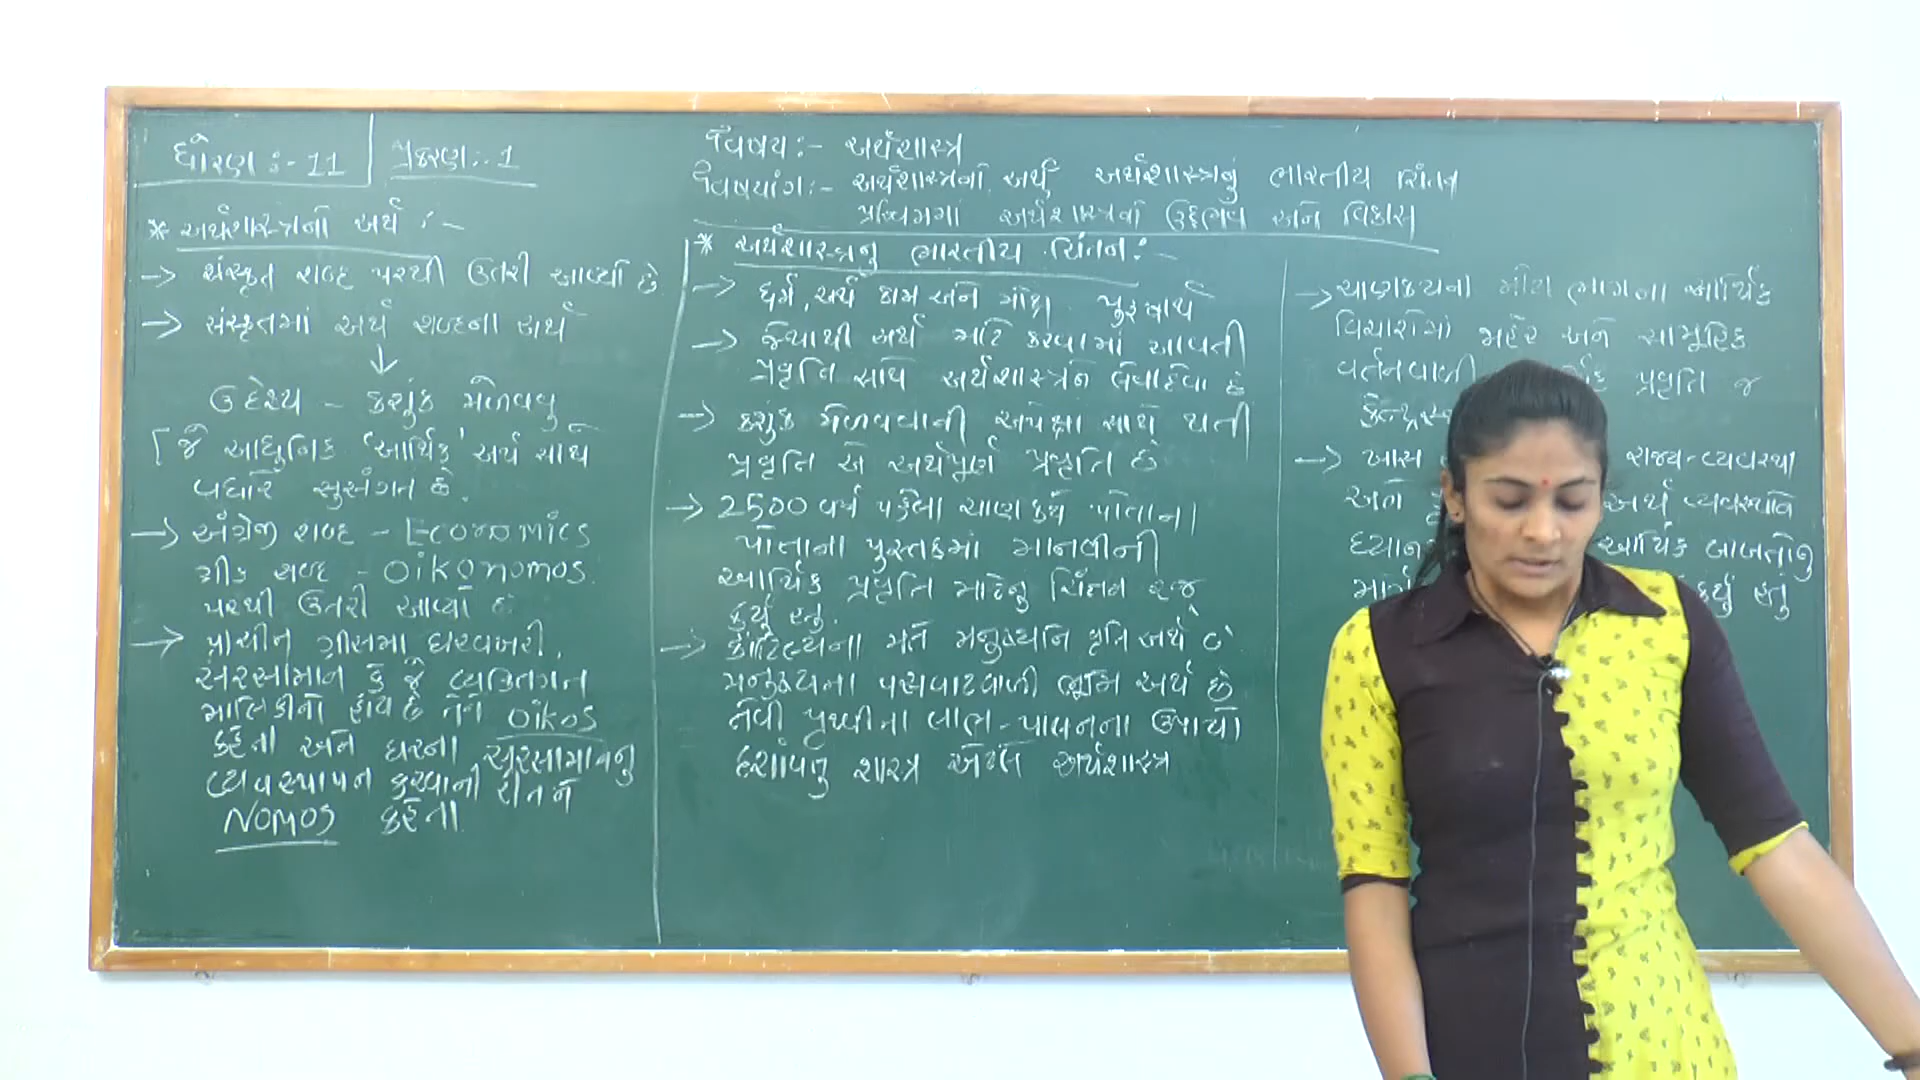 ધોરણ :- 11
પ્રકરણ :- 1
વિષય :- અર્થશાસ્ત્ર
વિષયાંગ :- અર્થશાસ્ત્રનો અર્થ અર્થશાસ્ત્રનું ભારતીય ચિંતન
પશ્ચિમમાં અર્થશાસ્ત્રનો ઉદ્દભવ અને વિકાસ
* અર્થશાસ્ત્રનો અર્થ :-
→ સંસ્કૃત શબ્દ પરથી ઉતરી આવ્યો છે
→ સંસ્કૃતમાં અર્થ શબ્દના અર્થ
↓
ઉદેશ્ય - કશુંક મેળવવુ
[જે આધુનિક 'આર્થિક' અર્થ સાથે
વધારે સુસંગત છે.
→ અંગ્રેજી શબ્દ - Economics
ગ્રીક શબ્દ - Oikonomos
પરથી ઉતરી આવ્યો છે
→ પ્રાચીન ગ્રીસમા ઘરવખરી,
સરસામાન કે જે વ્યક્તિગત
માલિકીનો હોય છે તેને Oikos
કહેતા અને ઘરના સરસામાનનુ
વ્યવસ્થાપન કરવાની રીતને
NOMOS કહેતા
* અર્થશાસ્ત્રનુ ભારતીય ચિંતન :-
→ ધર્મ, અર્થ કામ અને મોક્ષ પુરુષાર્થ
→ જ્યાથી અર્થ માટે કરવામાં આવતી
પ્રવૃતિ સાથે અર્થશાસ્ત્રને લેવાદેવા છે
→ કશુંક મેળવવાની અપેક્ષા સાથે થતી
પ્રવૃતિ એ અર્થપૂર્ણ પ્રવૃતિ છે
→ 2500 વર્ષ પહેલા ચાણક્યે પોતાના
પોતાના પુસ્તકમાં માનવીની
આર્થિક પ્રવૃતિ માટેનુ ચિંતન રજૂ
કર્યું હતુ.
→ કૌટિલ્યના મતે મનુષ્યનિ વૃતિ અર્થ છે
મનુષ્યના વસવાટવાળી ભૂમિ અર્થ છે
તેવી પૃથ્વીના લાભ-પાલનના ઉપાયો
દર્શાવતુ શાસ્ત્ર એટલે અર્થશાસ્ત્ર
→ ચાણક્યના મોટા ભાગના આર્થિક
વિચારોમાં મહેર અને સામૂહિક
વર્તનવાળી પ્રવૃતિ જ
→ ખાસ રાજ્યવ્યવસ્થા
અને અર્થ વ્યવસ્થાને
ધ્યાન આર્થિક બાબતોનુ
કર્યું હતું